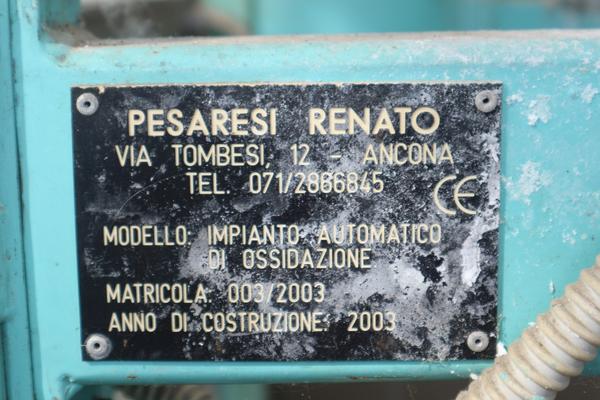 PESARESI RENATO
VIA TOMBESI, 12 - ANCONA
TEL. 071/2866845
CE
MODELLO: IMPIANTO AUTOMATICO
DI OSSIDAZIONE
MATRICOLA: 003/2003
ANNO DI COSTRUZIONE: 2003